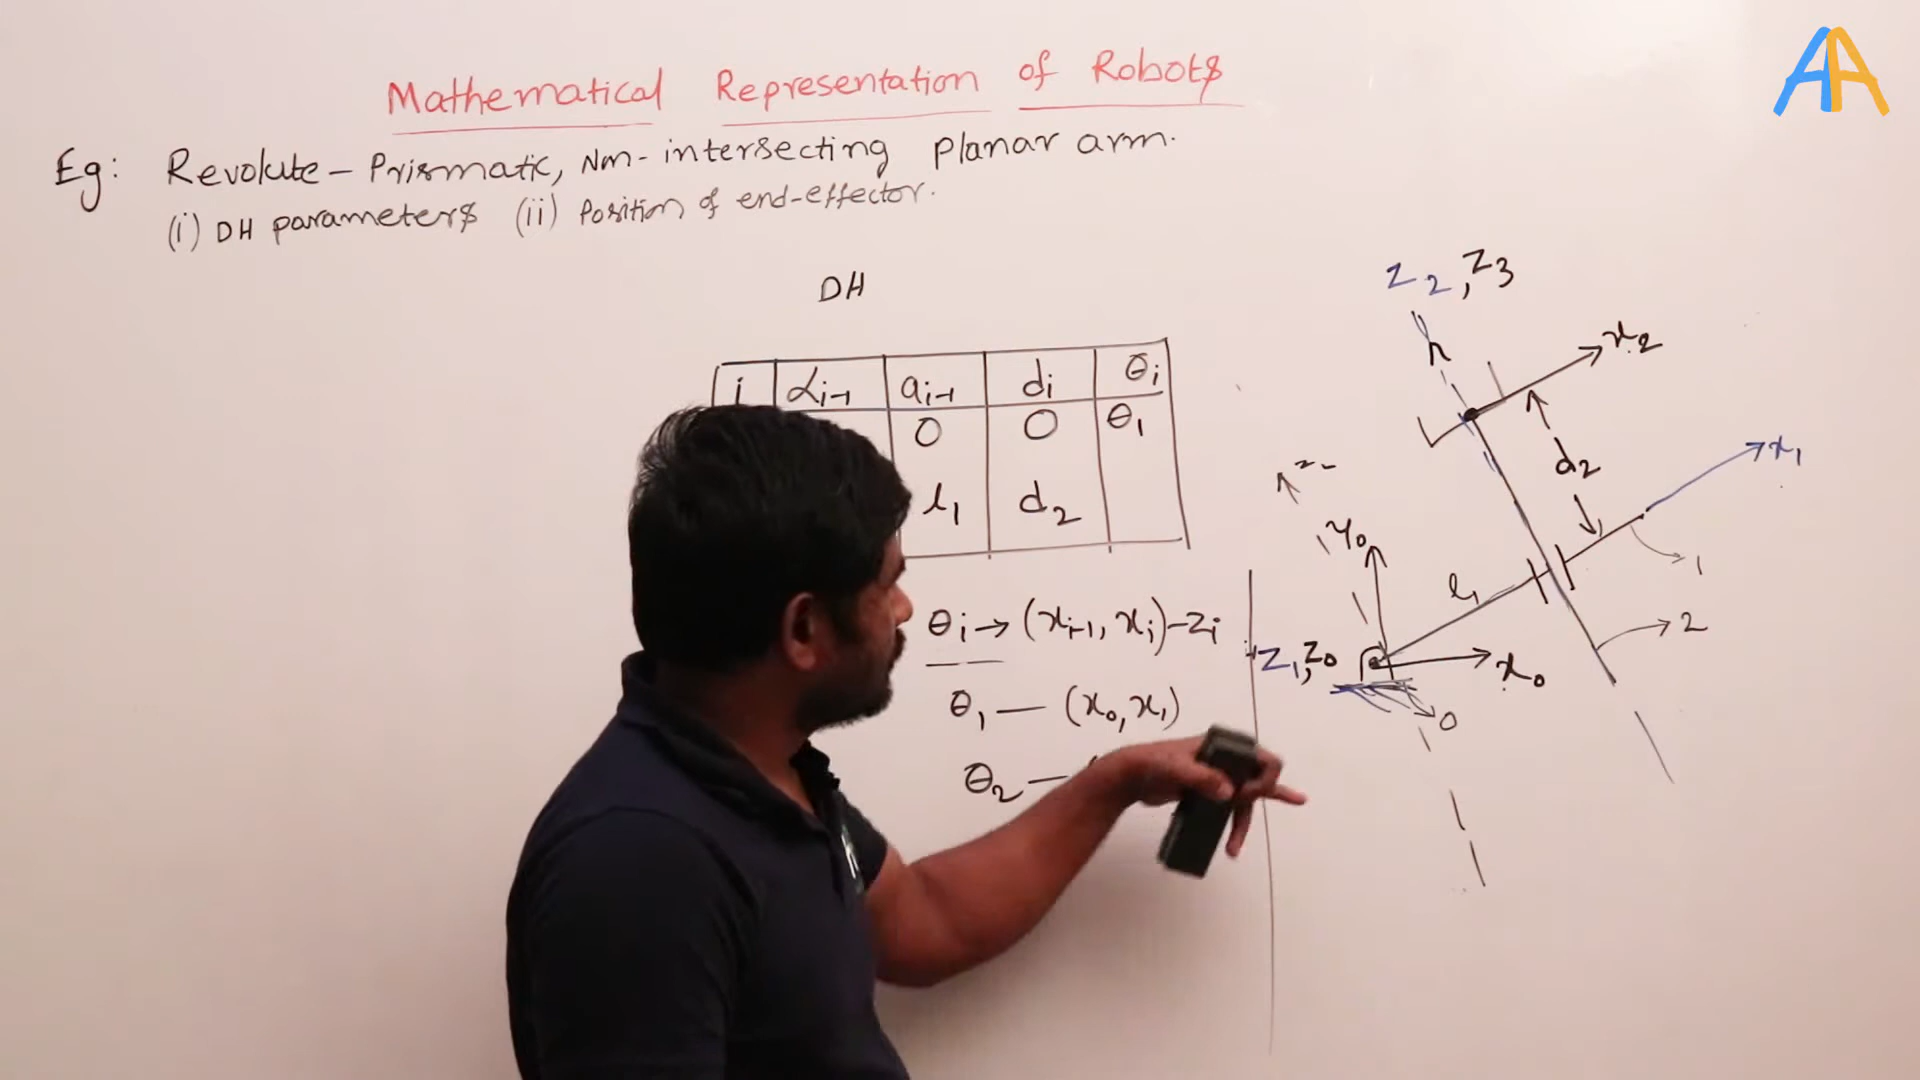 Mathematical Representation of Robots
Eg: Revolute - Prismatic, Non-intersecting planar arm.
(i) DH parameters (ii) Position of end-effector.
DH
i αi-1 ai-1 di θi
0 0 θ1
l1 d2
θi → (xi-1, xi) - zi
θ1 — (x0, x1)
θ2 — (
z2, z3
h
x2
d2
x1
y0
l1
1
2
z1, z0
x0
0
AA